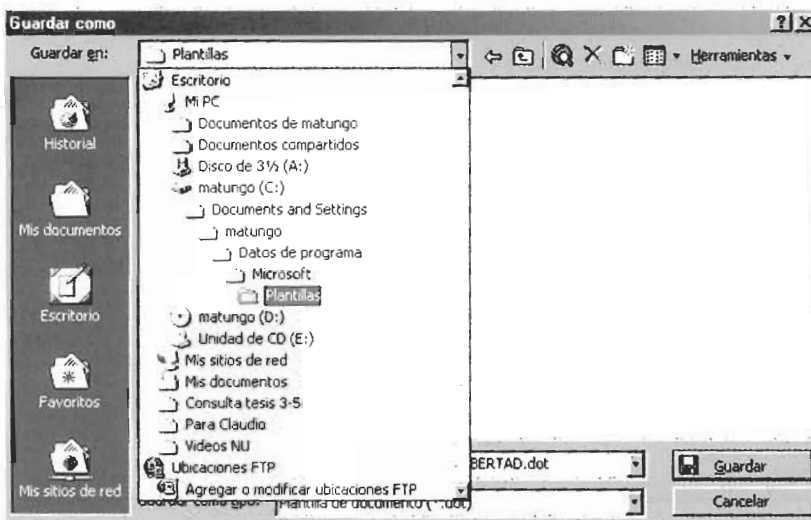 Guardar como
Guardar en:
Plantillas
Herramientas
Escritorio
Mi PC
Documentos de matungo
Documentos compartidos
Disco de 3½ (A:)
matungo (C:)
Documents and Settings
matungo
Datos de programa
Microsoft
Plantillas
matungo (D:)
Unidad de CD (E:)
Mis sitios de red
Mis documentos
Consulta tesis 3-5
Para Claudio
Videos NU
Ubicaciones FTP
Agregar o modificar ubicaciones FTP
Historial
Mis documentos
Escritorio
Favoritos
Mis sitios de red
BERTAD.dot
Guardar
Guardar como tipo:
Plantilla de documento (*.dot)
Cancelar